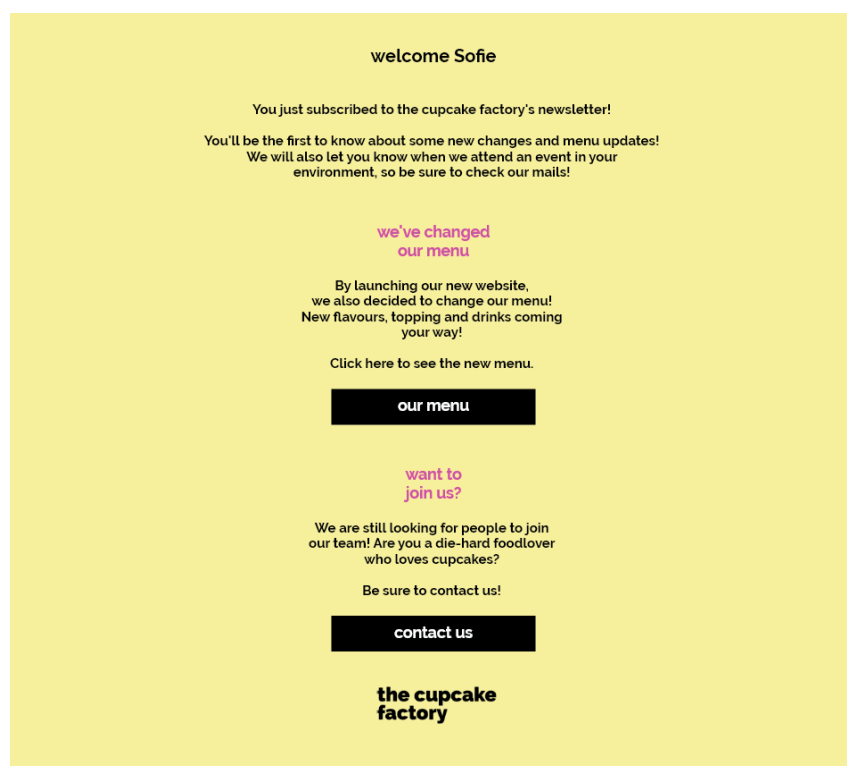 welcome Sofie
You just subscribed to the cupcake factory's newsletter!
You'll be the first to know about some new changes and menu updates!
We will also let you know when we attend an event in your
environment, so be sure to check our mails!
we've changed
our menu
By launching our new website,
we also decided to change our menu!
New flavours, topping and drinks coming
your way!
Click here to see the new menu.
our menu
want to
join us?
We are still looking for people to join
our team! Are you a die-hard foodlover
who loves cupcakes?
Be sure to contact us!
contact us
the cupcake
factory